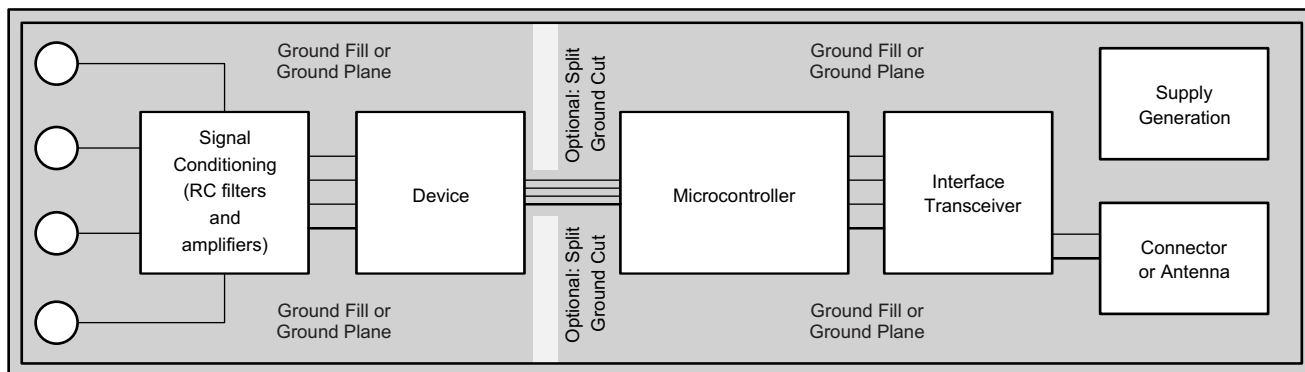 Ground Fill or
Ground Plane
Optional: Split
Ground Cut
Ground Fill or
Ground Plane
Supply
Generation
Signal
Conditioning
(RC filters
and
amplifiers)
Device
Microcontroller
Interface
Transceiver
Connector
or Antenna
Ground Fill or
Ground Plane
Optional: Split
Ground Cut
Ground Fill or
Ground Plane